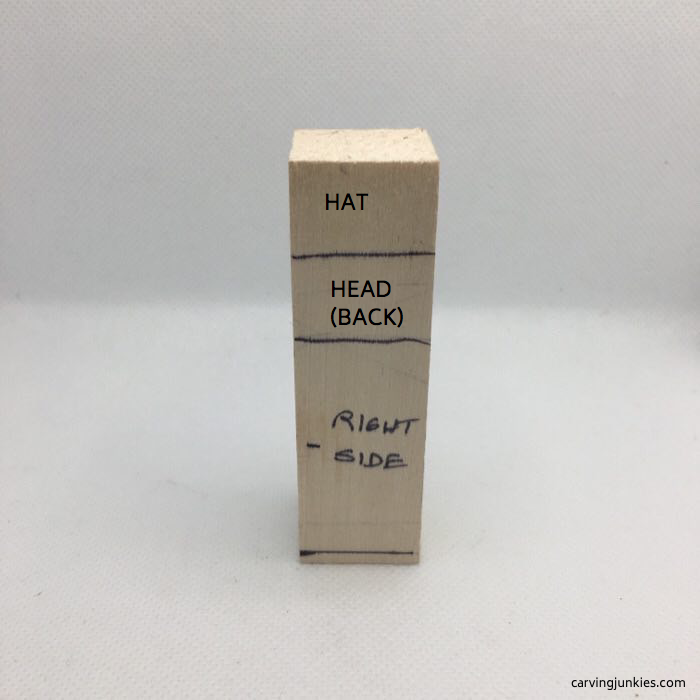 HAT
HEAD
(BACK)
RIGHT
SIDE
carvingjunkies.com